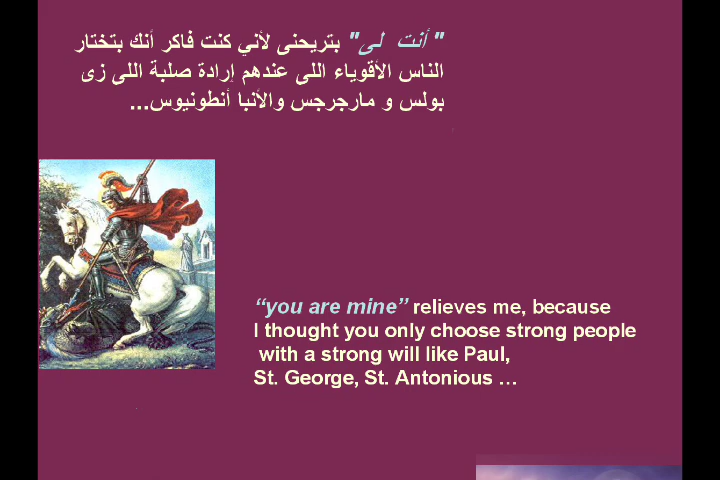 " أنت لى" بتريحنى لأني كنت فاكر أنك بتختار
الناس الأقوياء اللى عندهم إرادة صلبة اللى زى
بولس و مارجرجس والأنبا أنطونيوس...
“you are mine” relieves me, because
I thought you only choose strong people
with a strong will like Paul,
St. George, St. Antonious …